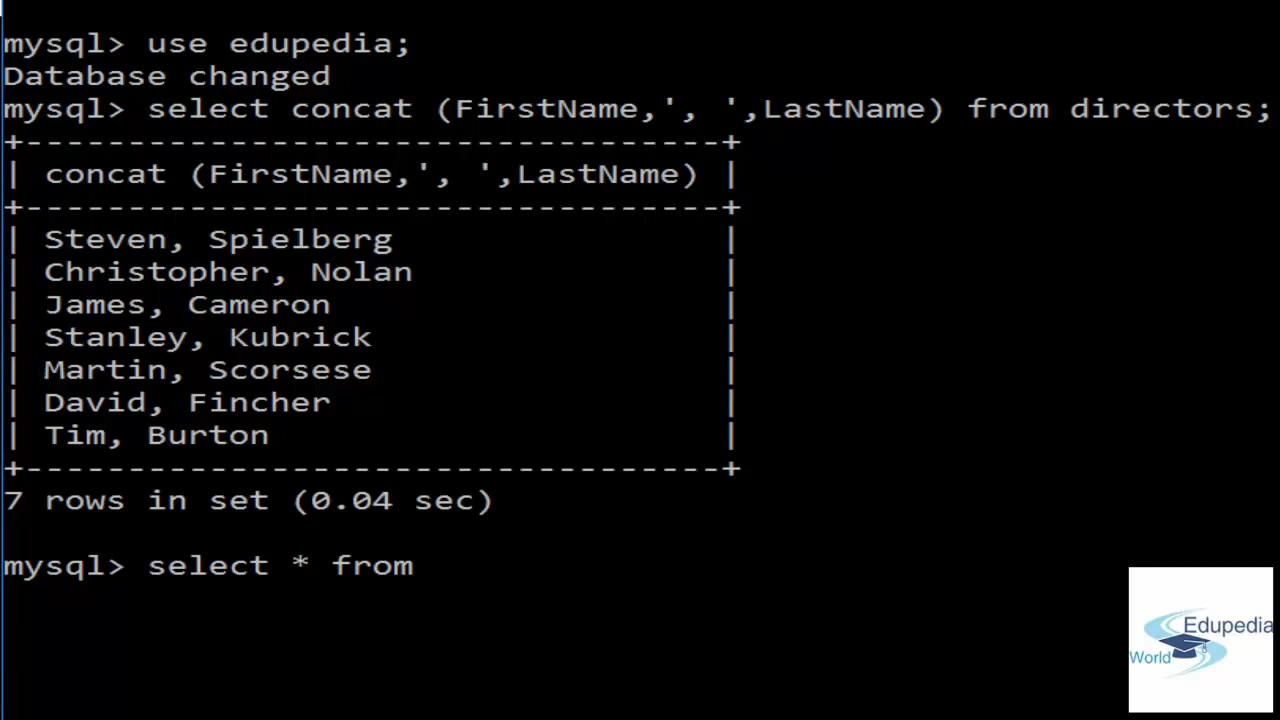 mysql> use edupedia;
Database changed
mysql> select concat (FirstName,', ',LastName) from directors;
+----------------------------------+
| concat (FirstName,', ',LastName) |
+----------------------------------+
| Steven, Spielberg                |
| Christopher, Nolan               |
| James, Cameron                   |
| Stanley, Kubrick                 |
| Martin, Scorsese                 |
| David, Fincher                   |
| Tim, Burton                      |
+----------------------------------+
7 rows in set (0.04 sec)
mysql> select * from
Edupedia
World